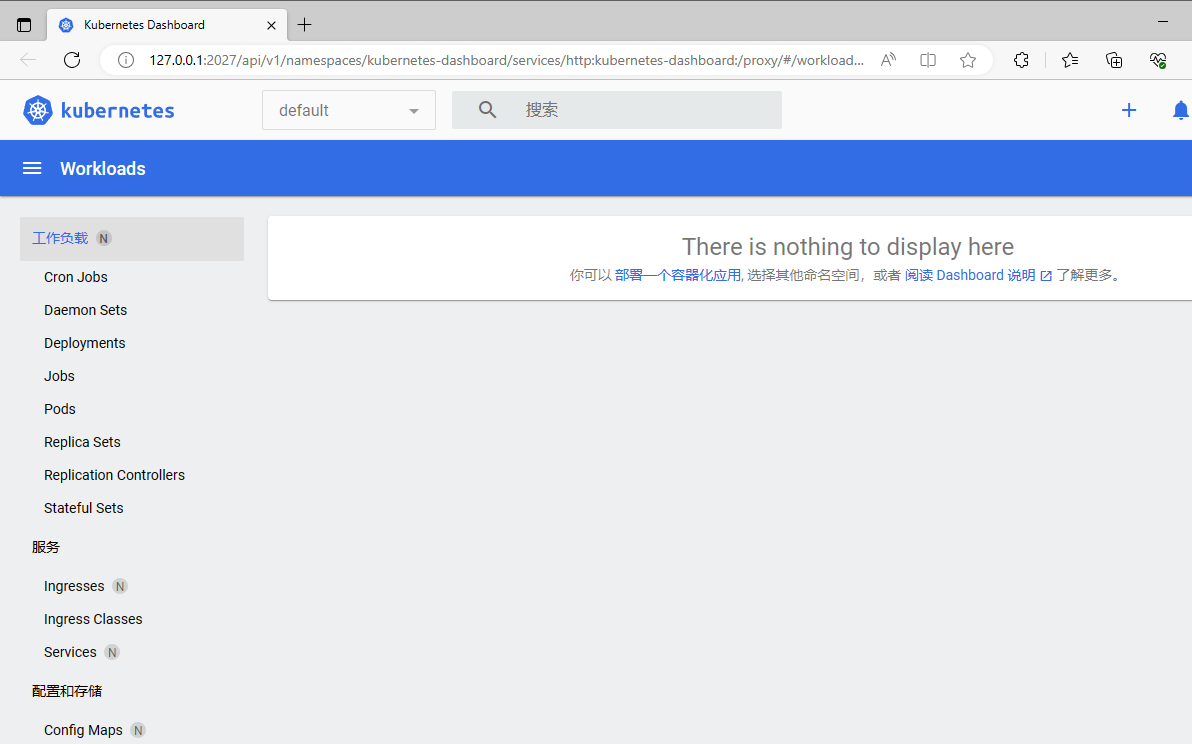 Kubernetes Dashboard
127.0.0.1:2027/api/v1/namespaces/kubernetes-dashboard/services/http:kubernetes-dashboard:/proxy/#/workload...
kubernetes
default
搜索
Workloads
工作负载 N
Cron Jobs
Daemon Sets
Deployments
Jobs
Pods
Replica Sets
Replication Controllers
Stateful Sets
服务
Ingresses N
Ingress Classes
Services N
配置和存储
Config Maps N
There is nothing to display here
你可以 部署一个容器化应用, 选择其他命名空间，或者 阅读 Dashboard 说明 了解更多。